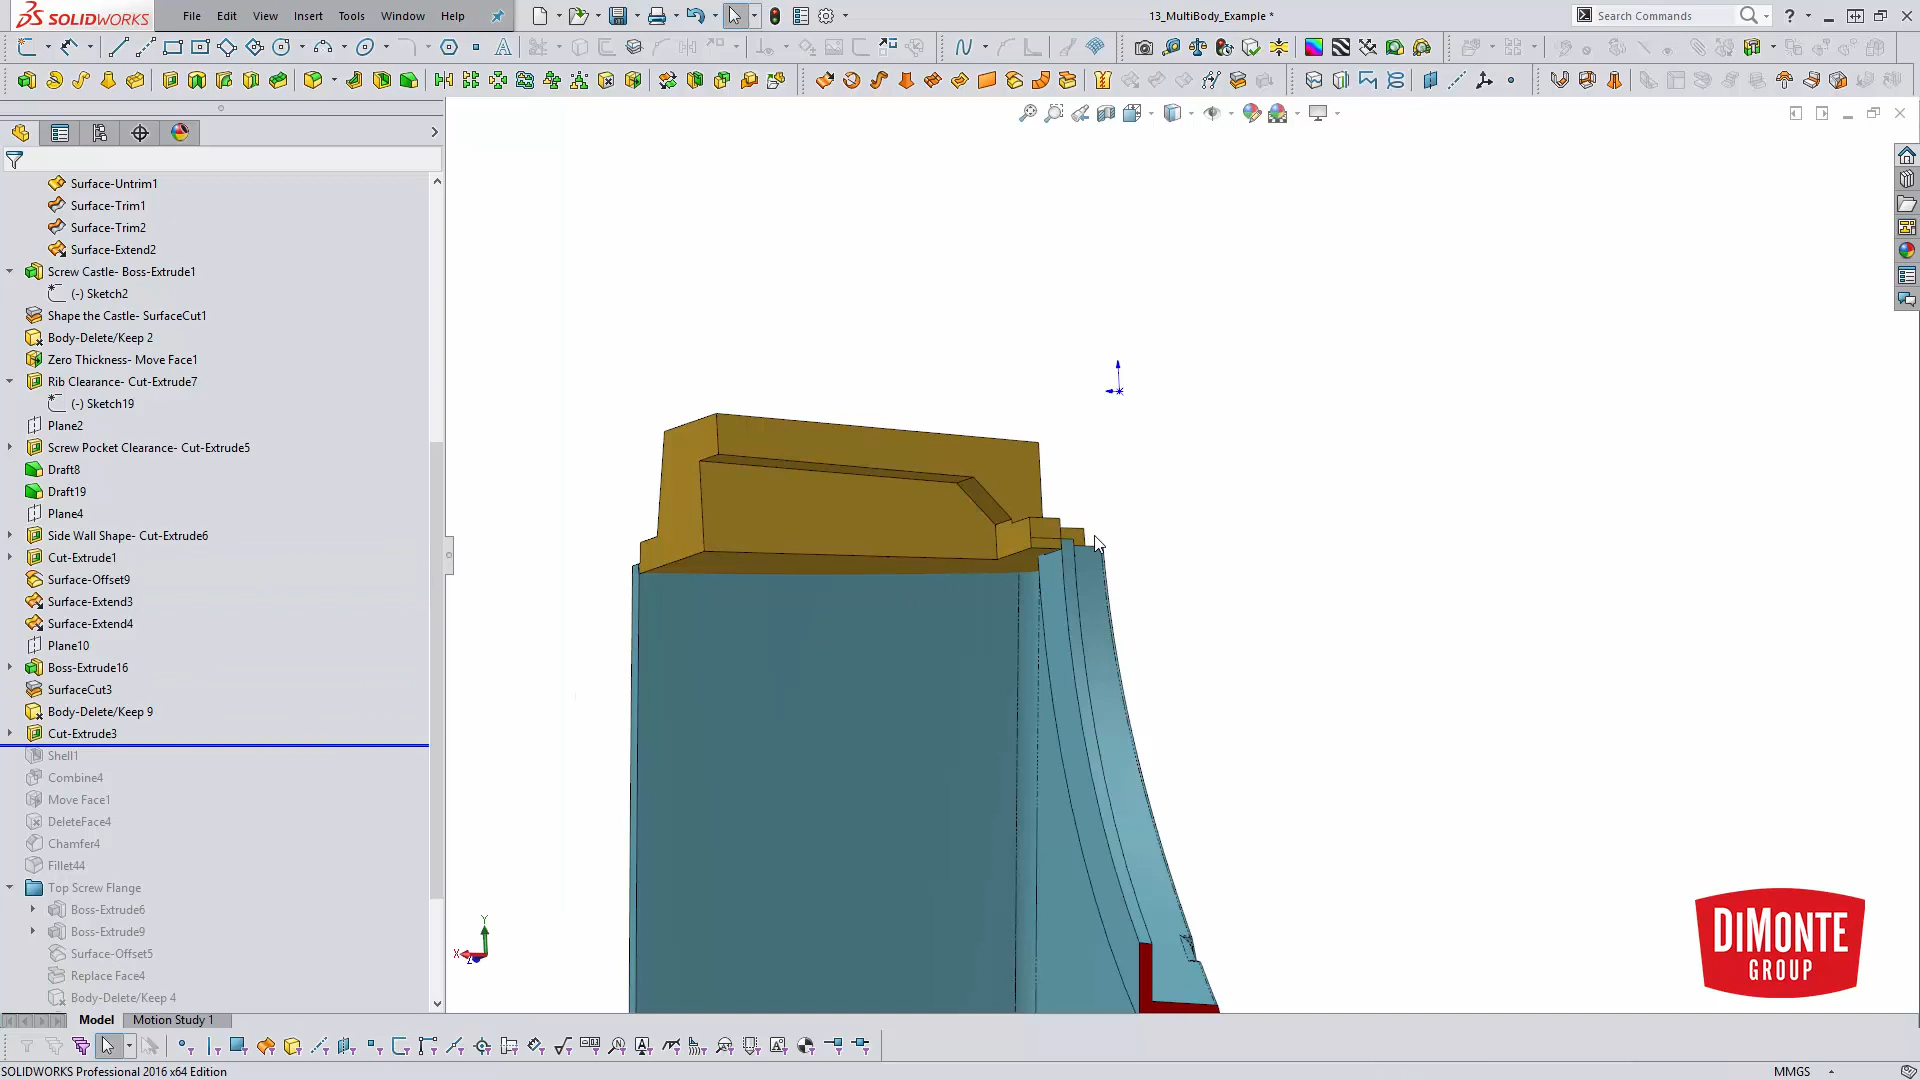 SOLIDWORKS
File Edit View Insert Tools Window Help
13_MultiBody_Example *
Search Commands
Surface-Untrim1
Surface-Trim1
Surface-Trim2
Surface-Extend2
Screw Castle- Boss-Extrude1
(-) Sketch2
Shape the Castle- SurfaceCut1
Body-Delete/Keep 2
Zero Thickness- Move Face1
Rib Clearance- Cut-Extrude7
(-) Sketch19
Plane2
Screw Pocket Clearance- Cut-Extrude5
Draft8
Draft19
Plane4
Side Wall Shape- Cut-Extrude6
Cut-Extrude1
Surface-Offset9
Surface-Extend3
Surface-Extend4
Plane10
Boss-Extrude16
SurfaceCut3
Body-Delete/Keep 9
Cut-Extrude3
Shell1
Combine4
Move Face1
DeleteFace4
Chamfer4
Fillet44
Top Screw Flange
Boss-Extrude6
Boss-Extrude9
Surface-Offset6
Replace Face4
Body-Delete/Keep 4
Y
X
Z
DIMONTE
GROUP
Model Motion Study 1
SOLIDWORKS Professional 2016 x64 Edition
MMGS